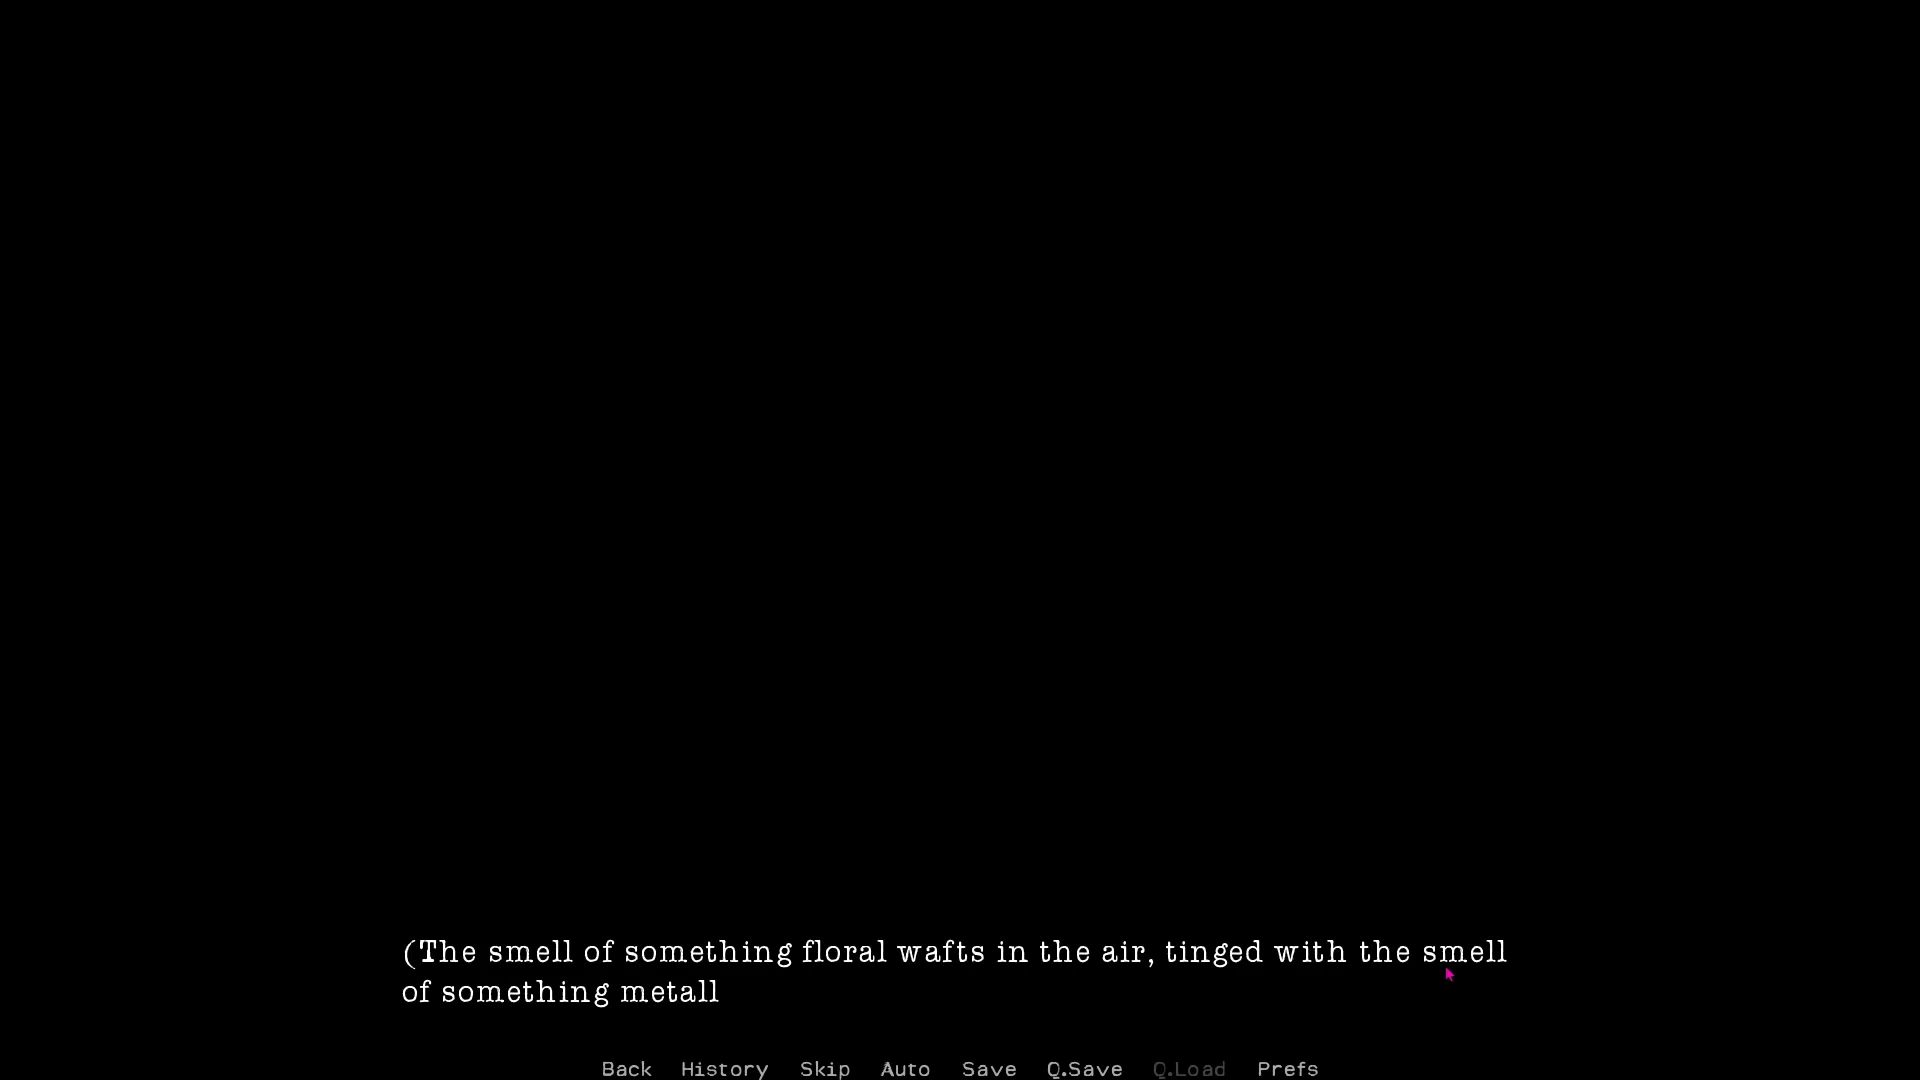 (The smell of something floral wafts in the air, tinged with the smell
of something metall
Back History Skip Auto Save Q.Save Q.Load Prefs